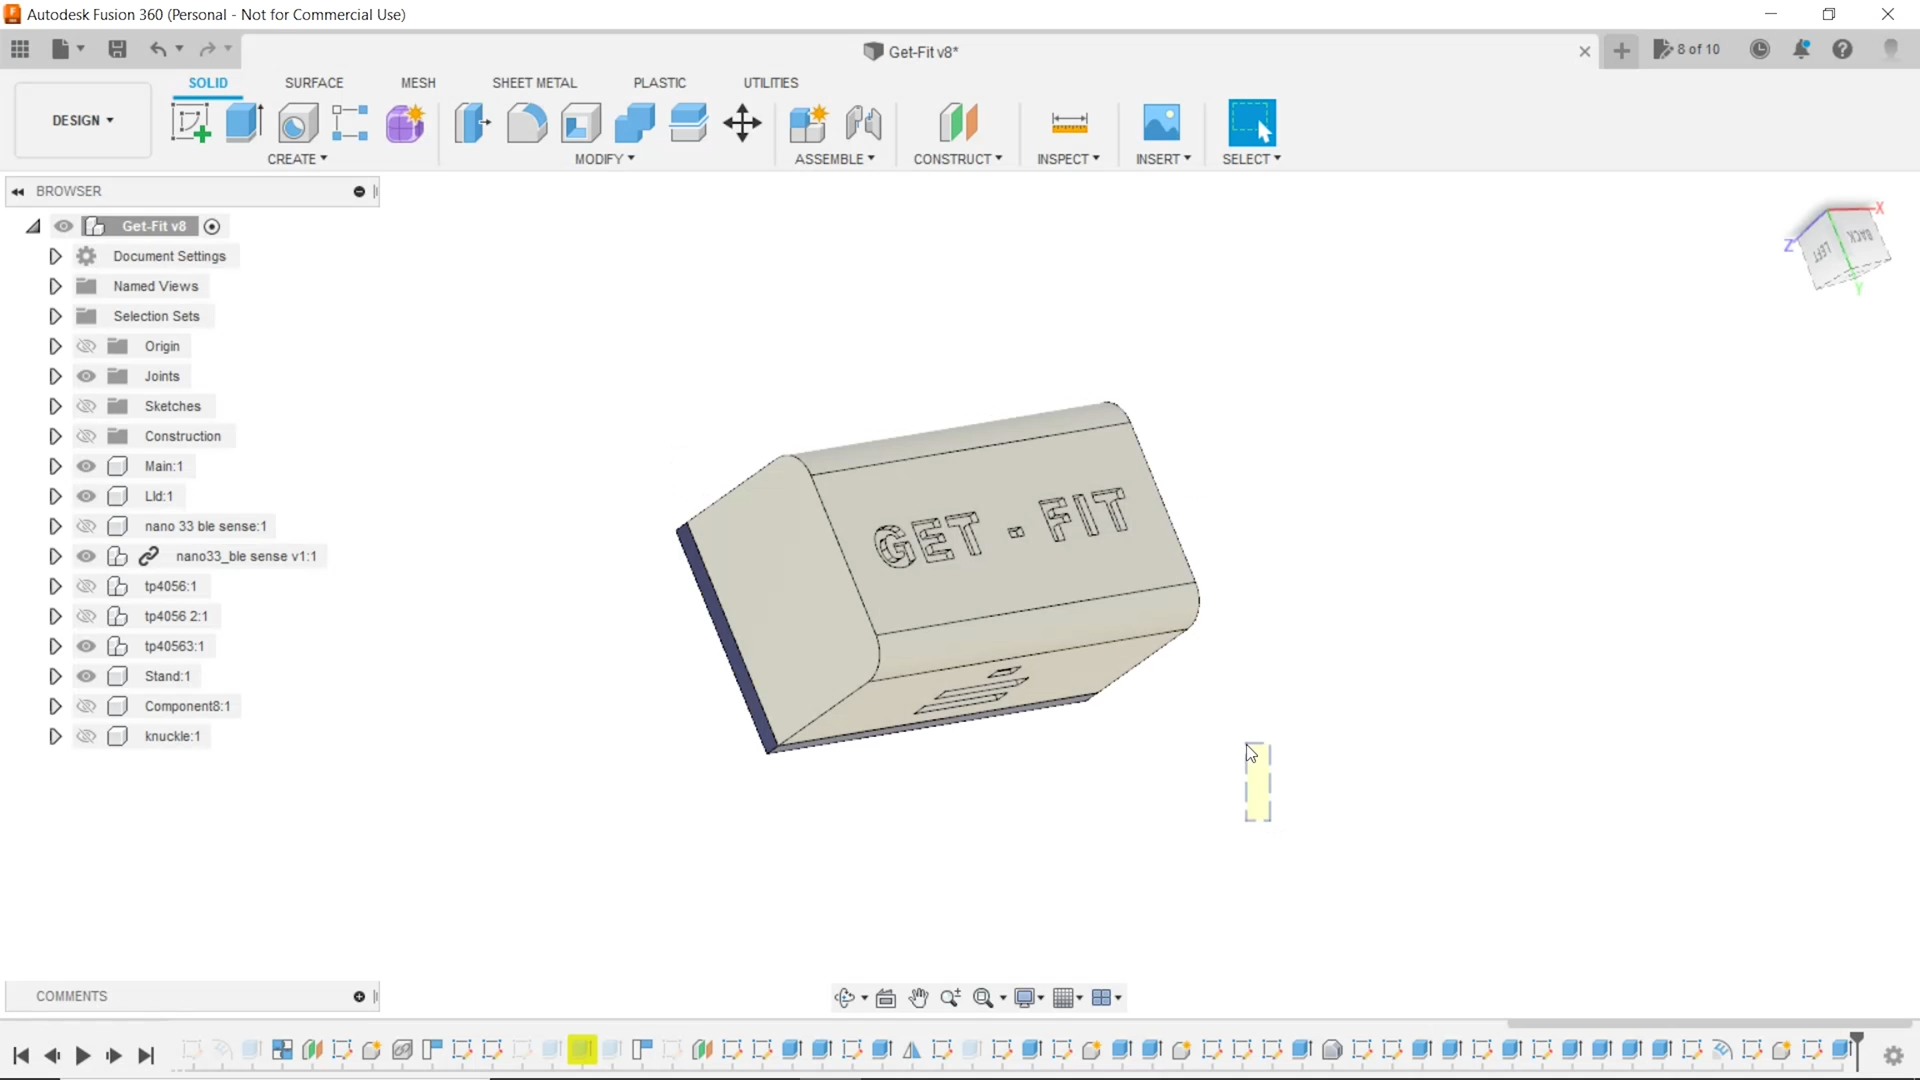 Autodesk Fusion 360 (Personal - Not for Commercial Use)
Get-Fit v8*
8 of 10
SOLID
SURFACE
MESH
SHEET METAL
PLASTIC
UTILITIES
DESIGN
CREATE
MODIFY
ASSEMBLE
CONSTRUCT
INSPECT
INSERT
SELECT
BROWSER
Get-Fit v8
Document Settings
Named Views
Selection Sets
Origin
Joints
Sketches
Construction
Main:1
LId:1
nano 33 ble sense:1
nano33_ble sense v1:1
tp4056:1
tp4056 2:1
tp40563:1
Stand:1
Component8:1
knuckle:1
X
Z
LEFT
BACK
Y
GET - FIT
COMMENTS